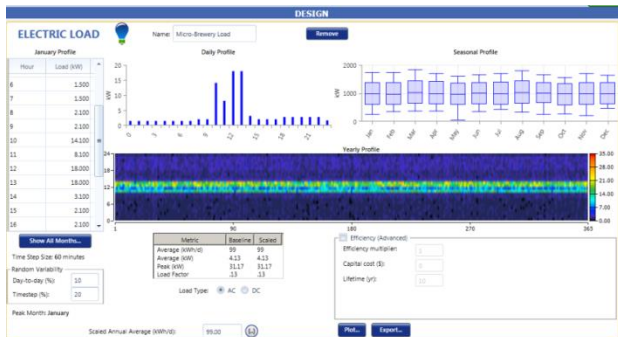 DESIGN
ELECTRIC LOAD
Name: Micro-Brewery Load
Remove
January Profile
Daily Profile
Seasonal Profile
Hour Load (kW)
6 1.500
7 1.500
8 2.100
9 2.100
10 14.100
11 8.100
12 18.000
13 18.000
14 3.100
15 2.100
16 2.100
20
15
10
5
0
kW
0 3 6 9 12 15 18 21
2000
1000
0
kW
Jan Feb Mar Apr May Jun Jul Aug Sep Oct Nov Dec
Yearly Profile
24
18
12
6
0
1 90 180 270 365
35.00
28.00
21.00
14.00
7.00
0.00
Show All Months...
Time Step Size: 60 minutes
Random Variability
Day-to-day (%): 10
Timestep (%): 20
Peak Month: January
Metric Baseline Scaled
Average (kWh/d) 99 99
Average (kW) 4.13 4.13
Peak (kW) 31.17 31.17
Load Factor .13 .13
Load Type: AC DC
Scaled Annual Average (kWh/d): 99.00 {..}
Efficiency (Advanced)
Efficiency multiplier:
Capital cost ($):
Lifetime (yr):
Plot... Export...